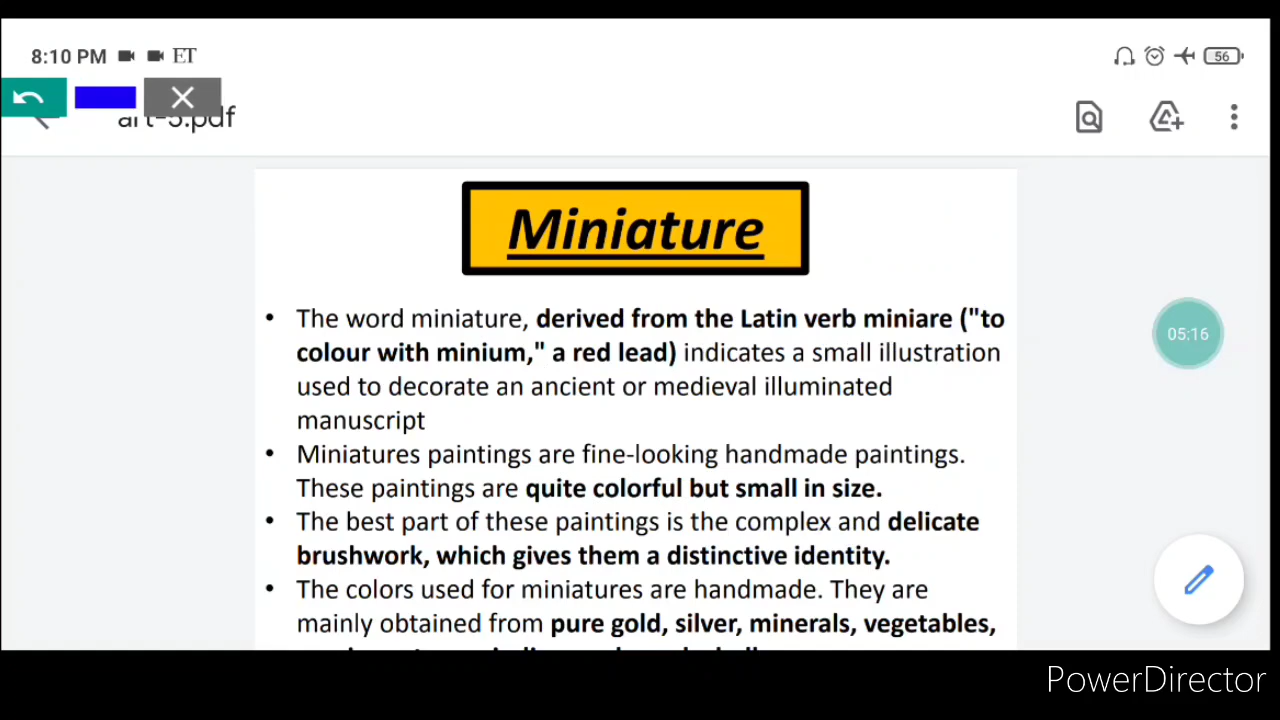 8:10 PM ET
56
art-5.pdf
Miniature
• The word miniature, derived from the Latin verb miniare ("to
colour with minium," a red lead) indicates a small illustration
used to decorate an ancient or medieval illuminated
manuscript
05:16
• Miniatures paintings are fine-looking handmade paintings.
These paintings are quite colorful but small in size.
• The best part of these paintings is the complex and delicate
brushwork, which gives them a distinctive identity.
• The colors used for miniatures are handmade. They are
mainly obtained from pure gold, silver, minerals, vegetables,
PowerDirector